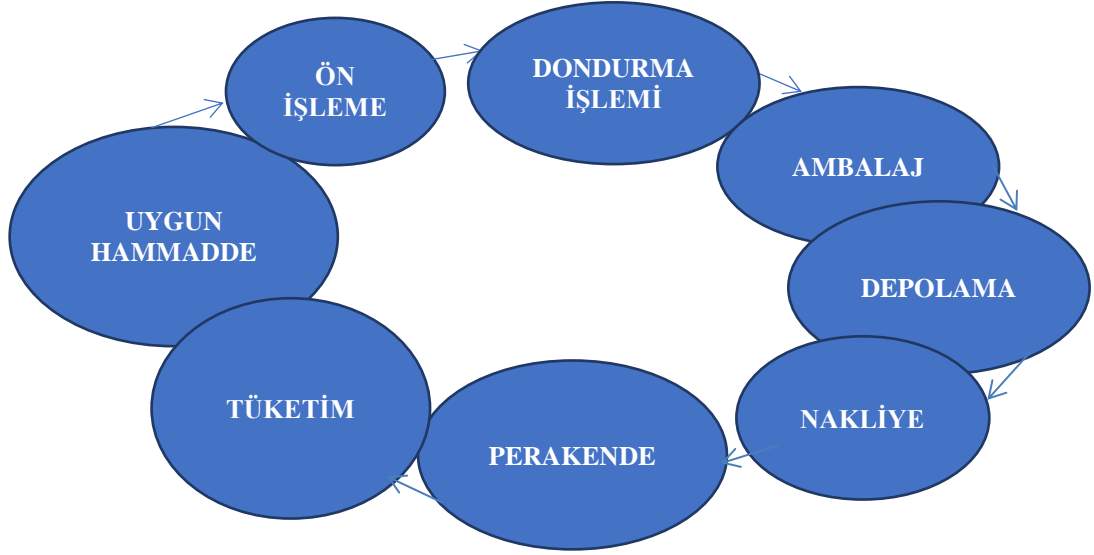 ÖN
İŞLEME
DONDURMA
İŞLEMİ
AMBALAJ
UYGUN
HAMMADDE
DEPOLAMA
TÜKETİM
NAKLİYE
PERAKENDE